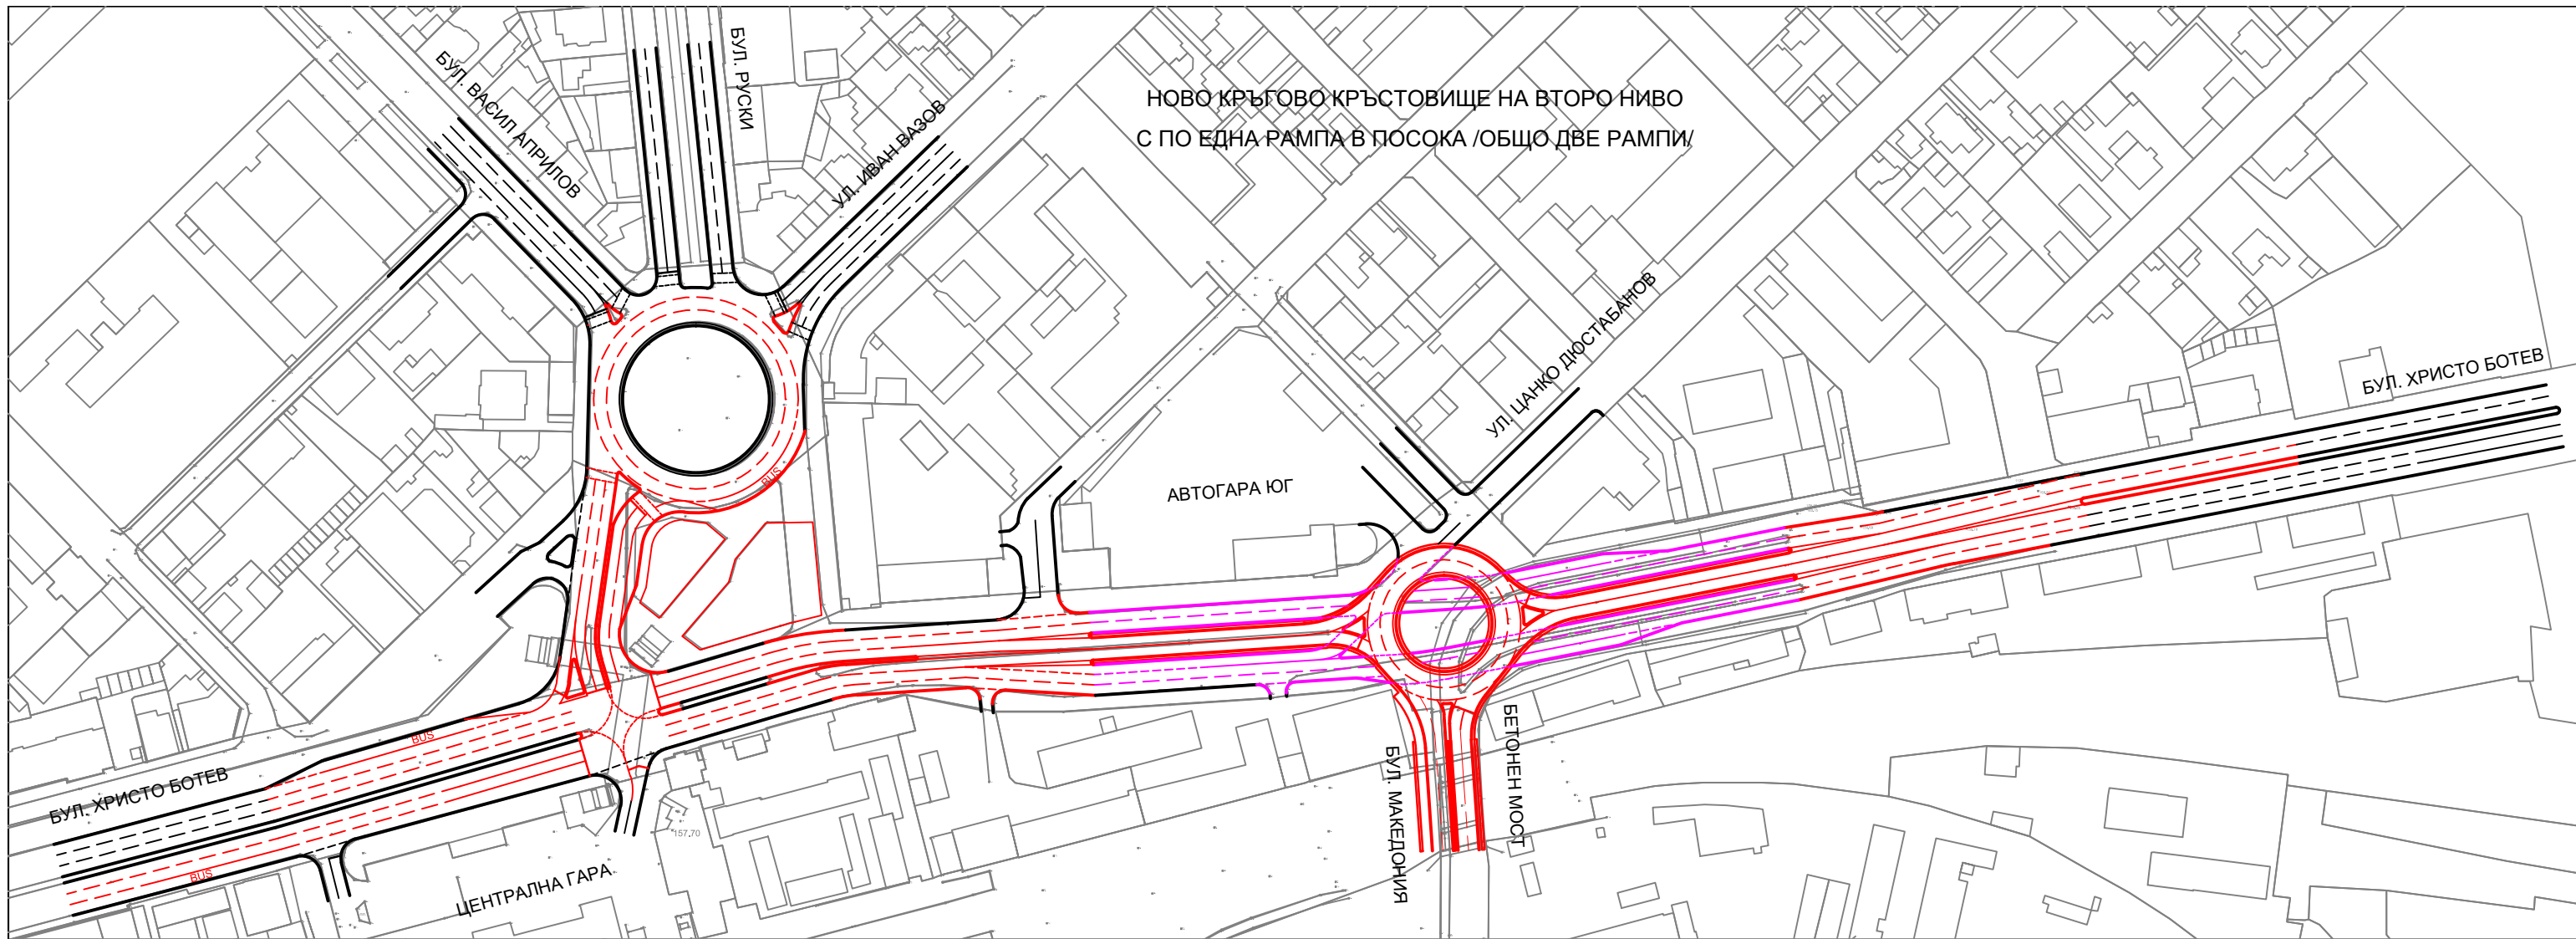 НОВО КРЪГОВО КРЪСТОВИЩЕ НА ВТОРО НИВО
С ПО ЕДНА РАМПА В ПОСОКА /ОБЩО ДВЕ РАМПИ/
БУЛ. ВАСИЛ АПРИЛОВ
БУЛ. РУСКИ
УЛ. ИВАН ВАЗОВ
УЛ. ЦАНКО ДЮСТАБАНОВ
БУЛ. ХРИСТО БОТЕВ
АВТОГАРА ЮГ
BUS
BUS
БУЛ. ХРИСТО БОТЕВ
BUS
ЦЕНТРАЛНА ГАРА
157,70
БУЛ. МАКЕДОНИЯ
БЕТОНЕН МОСТ